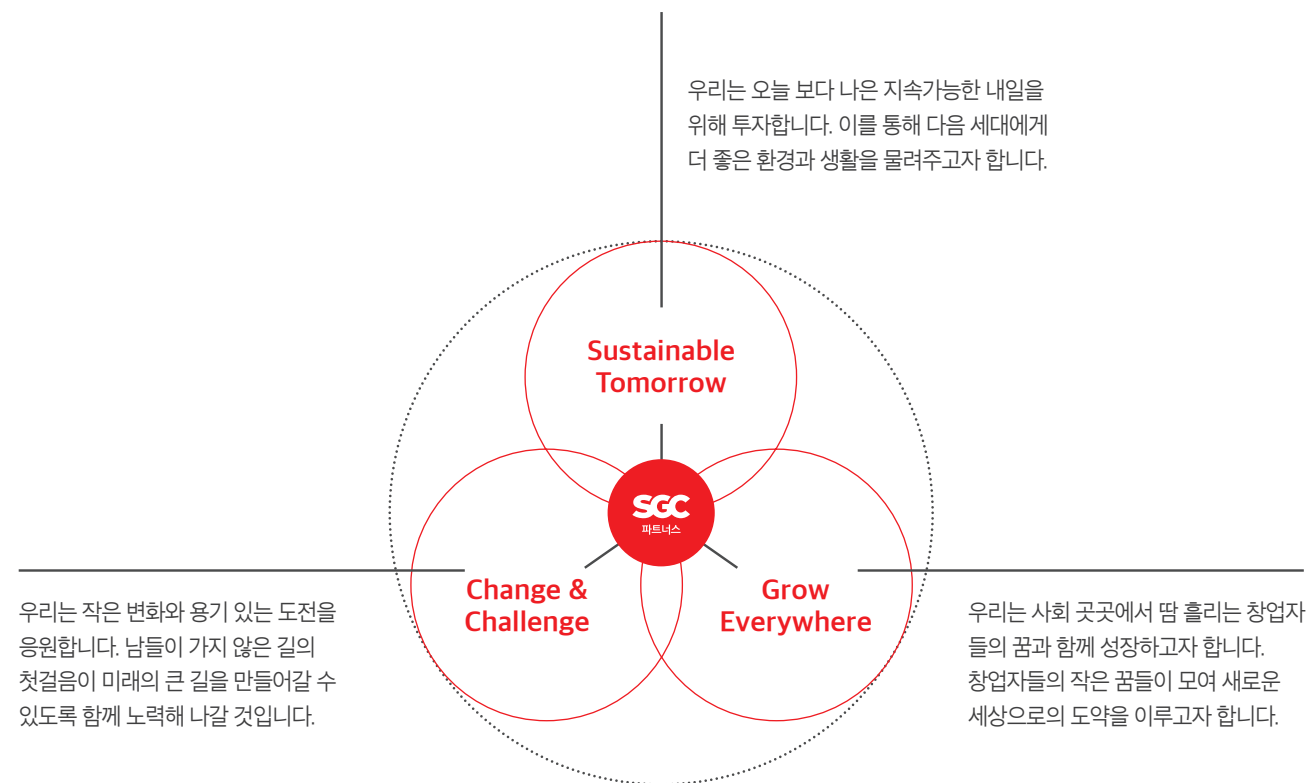 우리는 오늘 보다 나은 지속가능한 내일을
위해 투자합니다. 이를 통해 다음 세대에게
더 좋은 환경과 생활을 물려주고자 합니다.
Sustainable
Tomorrow
SGC
파트너스
Change &
Challenge
우리는 작은 변화와 용기 있는 도전을
응원합니다. 남들이 가지 않은 길의
첫걸음이 미래의 큰 길을 만들어갈 수
있도록 함께 노력해 나갈 것입니다.
Grow
Everywhere
우리는 사회 곳곳에서 땀 흘리는 창업자
들의 꿈과 함께 성장하고자 합니다.
창업자들의 작은 꿈들이 모여 새로운
세상으로의 도약을 이루고자 합니다.